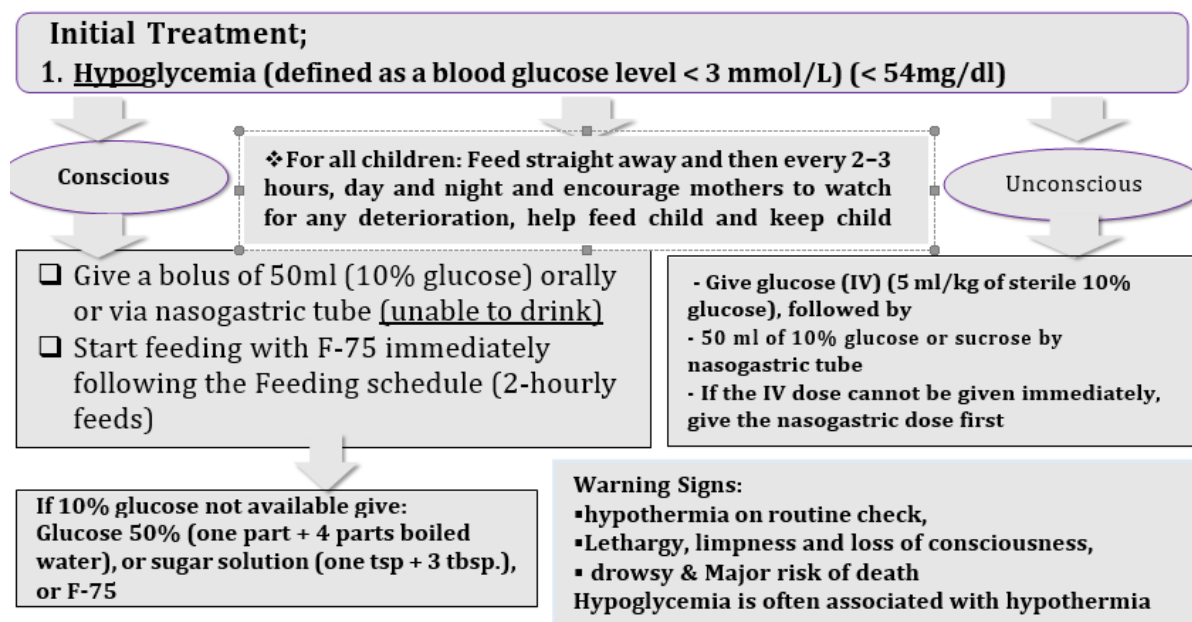 Initial Treatment;
1. Hypoglycemia (defined as a blood glucose level < 3 mmol/L) (< 54mg/dl)
Conscious
❖For all children: Feed straight away and then every 2–3
hours, day and night and encourage mothers to watch
for any deterioration, help feed child and keep child
Unconscious
❑ Give a bolus of 50ml (10% glucose) orally
or via nasogastric tube (unable to drink)
❑ Start feeding with F-75 immediately
following the Feeding schedule (2-hourly
feeds)
- Give glucose (IV) (5 ml/kg of sterile 10%
glucose), followed by
- 50 ml of 10% glucose or sucrose by
nasogastric tube
- If the IV dose cannot be given immediately,
give the nasogastric dose first
If 10% glucose not available give:
Glucose 50% (one part + 4 parts boiled
water), or sugar solution (one tsp + 3 tbsp.),
or F-75
Warning Signs:
▪hypothermia on routine check,
▪Lethargy, limpness and loss of consciousness,
▪ drowsy & Major risk of death
Hypoglycemia is often associated with hypothermia